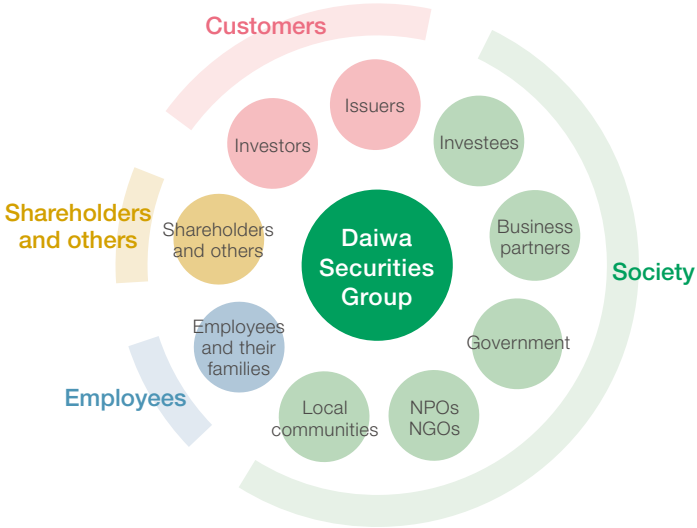 Customers
Issuers
Investors
Investees
Shareholders
and others
Shareholders
and others
Daiwa
Securities
Group
Business
partners
Society
Employees
and their
families
Government
Employees
Local
communities
NPOs
NGOs